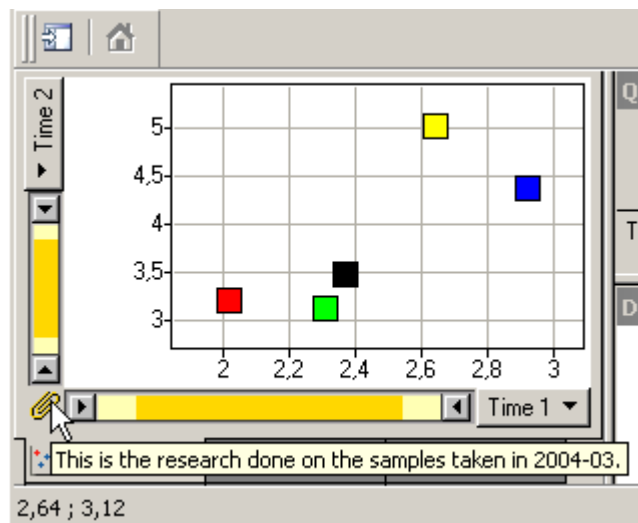 Time 2
5
4,5
4
3,5
3
2
2,2
2,4
2,6
2,8
3
Time 1
Q
T
D
This is the research done on the samples taken in 2004-03.
2,64 ; 3,12